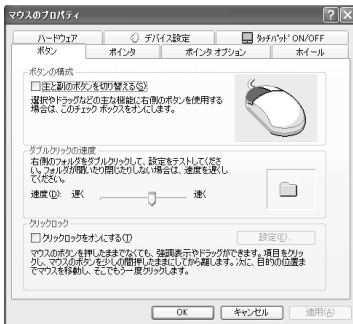 マウスのプロパティ
ハードウェア デバイス設定 タッチパッド ON/OFF
ボタン ポインタ ポインタ オプション ホイール
ボタンの構成
主と副のボタンを切り替える(S)
選択やドラッグなどの主な機能に右側のボタンを使用する
場合は、このチェック ボックスをオンにします。
ダブルクリックの速度
右側のフォルダをダブルクリックして、設定をテストしてくださ
い。フォルダが開いたり閉じたりしない場合は、速度を遅くし
てください。
速度(D): 遅く 速く
クリックロック
クリックロックをオンにする(T) 設定(E)...
マウスのボタンを押したままでなくても、強調表示やドラッグができます。項目をクリッ
クし、マウスのボタンを少しの間押したままにしてから離します。次に、目的の位置ま
でマウスを移動し、そこでもう一度クリックします。
OK キャンセル 適用(A)